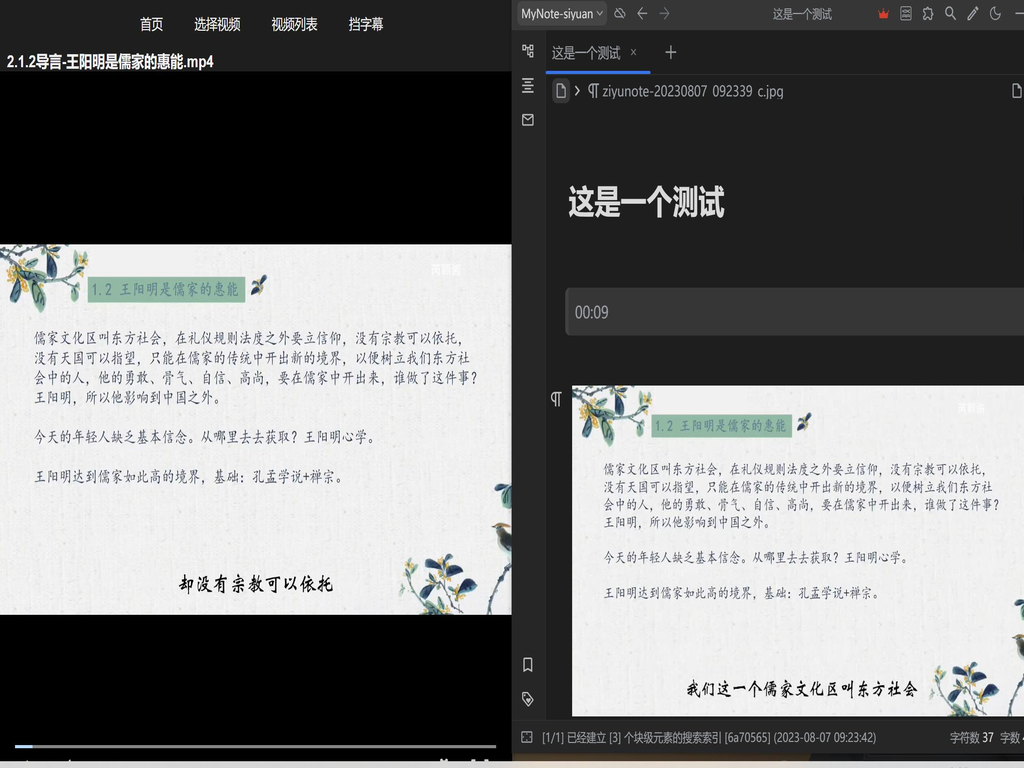 首页 选择视频 视频列表 挡字幕
2.1.2导言-王阳明是儒家的惠能.mp4
1.2 王阳明是儒家的惠能
儒家文化区叫东方社会，在礼仪规则法度之外要立信仰，没有宗教可以依托，
没有天国可以指望，只能在儒家的传统中开出新的境界，以便树立我们东方社
会中的人，他的勇敢、骨气、自信、高尚，要在儒家中开出来，谁做了这件事？
王阳明，所以他影响到中国之外。
今天的年轻人缺乏基本信念。从哪里去去获取？王阳明心学。
王阳明达到儒家如此高的境界，基础：孔孟学说+禅宗。
却没有宗教可以依托
MyNote-siyuan 这是一个测试
这是一个测试
ziyunote-20230807 092339 c.jpg
这是一个测试
00:09
1.2 王阳明是儒家的惠能
儒家文化区叫东方社会，在礼仪规则法度之外要立信仰，没有宗教可以依托，
没有天国可以指望，只能在儒家的传统中开出新的境界，以便树立我们东方社
会中的人，他的勇敢、骨气、自信、高尚，要在儒家中开出来，谁做了这件事？
王阳明，所以他影响到中国之外。
今天的年轻人缺乏基本信念。从哪里去去获取？王阳明心学。
王阳明达到儒家如此高的境界，基础：孔孟学说+禅宗。
我们这一个儒家文化区叫东方社会
[1/1] 已经建立 [3] 个块级元素的搜索索引 [6a70565] (2023-08-07 09:23:42) 字符数 37 字数